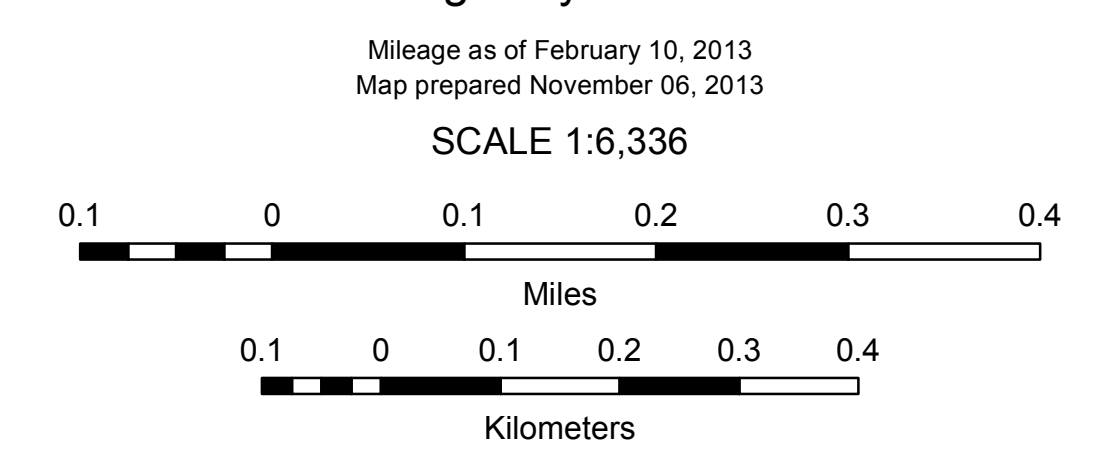 Mileage as of February 10, 2013
Map prepared November 06, 2013
SCALE 1:6,336
0.1 0 0.1 0.2 0.3 0.4
Miles
0.1 0 0.1 0.2 0.3 0.4
Kilometers